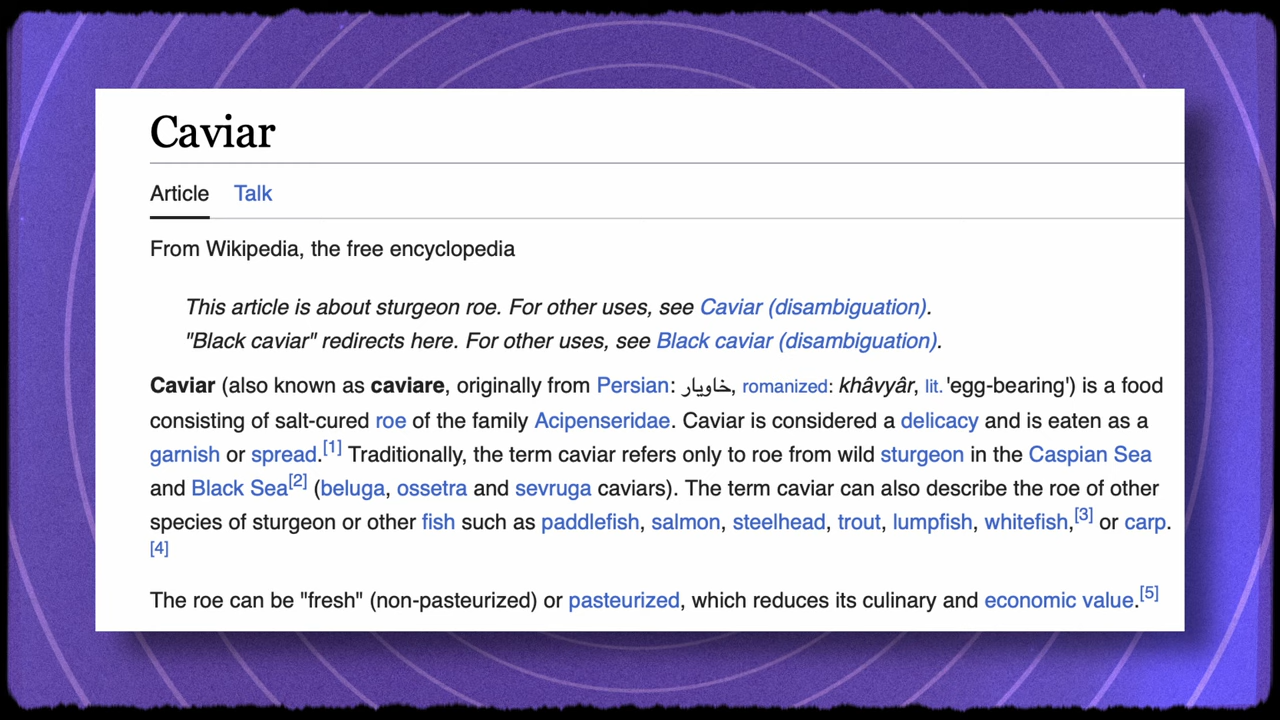 Caviar
Article Talk
From Wikipedia, the free encyclopedia
This article is about sturgeon roe. For other uses, see Caviar (disambiguation).
"Black caviar" redirects here. For other uses, see Black caviar (disambiguation).
Caviar (also known as caviare, originally from Persian: خاویار, romanized: khâvyâr, lit. 'egg-bearing') is a food
consisting of salt-cured roe of the family Acipenseridae. Caviar is considered a delicacy and is eaten as a
garnish or spread.[1] Traditionally, the term caviar refers only to roe from wild sturgeon in the Caspian Sea
and Black Sea[2] (beluga, ossetra and sevruga caviars). The term caviar can also describe the roe of other
species of sturgeon or other fish such as paddlefish, salmon, steelhead, trout, lumpfish, whitefish,[3] or carp.
[4]
The roe can be "fresh" (non-pasteurized) or pasteurized, which reduces its culinary and economic value.[5]